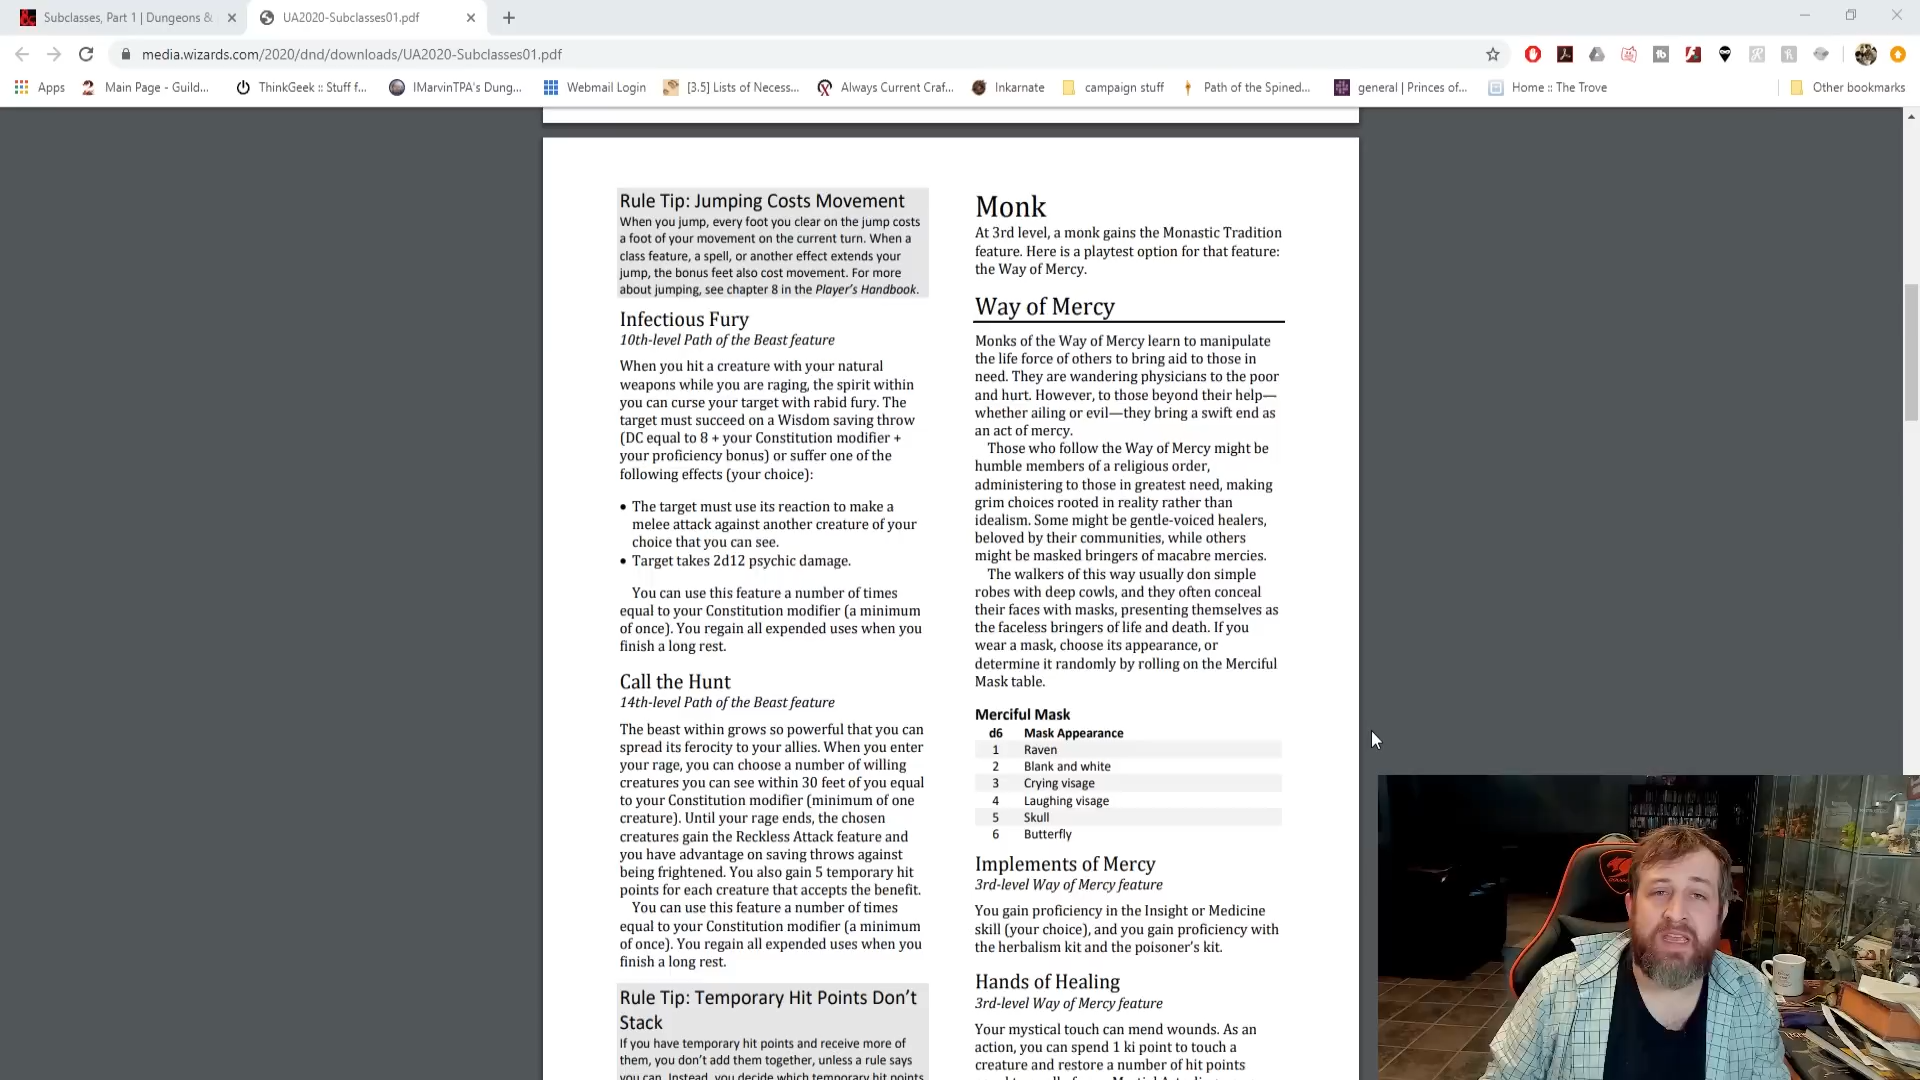 Subclasses, Part 1 | Dungeons &
UA2020-Subclasses01.pdf
media.wizards.com/2020/dnd/downloads/UA2020-Subclasses01.pdf
Apps
Main Page - Guild...
ThinkGeek :: Stuff f...
IMarvinTPA's Dung...
Webmail Login
[3.5] Lists of Necess...
Always Current Craf...
Inkarnate
campaign stuff
Path of the Spined...
general | Princes of...
Home :: The Trove
Other bookmarks
Rule Tip: Jumping Costs Movement
When you jump, every foot you clear on the jump costs
a foot of your movement on the current turn. When a
class feature, a spell, or another effect extends your
jump, the bonus feet also cost movement. For more
about jumping, see chapter 8 in the Player's Handbook.
Infectious Fury
10th-level Path of the Beast feature
When you hit a creature with your natural
weapons while you are raging, the spirit within
you can curse your target with rabid fury. The
target must succeed on a Wisdom saving throw
(DC equal to 8 + your Constitution modifier +
your proficiency bonus) or suffer one of the
following effects (your choice):
• The target must use its reaction to make a
melee attack against another creature of your
choice that you can see.
• Target takes 2d12 psychic damage.
You can use this feature a number of times
equal to your Constitution modifier (a minimum
of once). You regain all expended uses when you
finish a long rest.
Call the Hunt
14th-level Path of the Beast feature
The beast within grows so powerful that you can
spread its ferocity to your allies. When you enter
your rage, you can choose a number of willing
creatures you can see within 30 feet of you equal
to your Constitution modifier (minimum of one
creature). Until your rage ends, the chosen
creatures gain the Reckless Attack feature and
you have advantage on saving throws against
being frightened. You also gain 5 temporary hit
points for each creature that accepts the benefit.
You can use this feature a number of times
equal to your Constitution modifier (a minimum
of once). You regain all expended uses when you
finish a long rest.
Rule Tip: Temporary Hit Points Don't
Stack
If you have temporary hit points and receive more of
them, you don't add them together, unless a rule says
you can. Instead, you decide which temporary hit points
Monk
At 3rd level, a monk gains the Monastic Tradition
feature. Here is a playtest option for that feature:
the Way of Mercy.
Way of Mercy
Monks of the Way of Mercy learn to manipulate
the life force of others to bring aid to those in
need. They are wandering physicians to the poor
and hurt. However, to those beyond their help—
whether ailing or evil—they bring a swift end as
an act of mercy.
Those who follow the Way of Mercy might be
humble members of a religious order,
administering to those in greatest need, making
grim choices rooted in reality rather than
idealism. Some might be gentle-voiced healers,
beloved by their communities, while others
might be masked bringers of macabre mercies.
The walkers of this way usually don simple
robes with deep cowls, and they often conceal
their faces with masks, presenting themselves as
the faceless bringers of life and death. If you
wear a mask, choose its appearance, or
determine it randomly by rolling on the Merciful
Mask table.
Merciful Mask
d6 Mask Appearance
1 Raven
2 Blank and white
3 Crying visage
4 Laughing visage
5 Skull
6 Butterfly
Implements of Mercy
3rd-level Way of Mercy feature
You gain proficiency in the Insight or Medicine
skill (your choice), and you gain proficiency with
the herbalism kit and the poisoner's kit.
Hands of Healing
3rd-level Way of Mercy feature
Your mystical touch can mend wounds. As an
action, you can spend 1 ki point to touch a
creature and restore a number of hit points